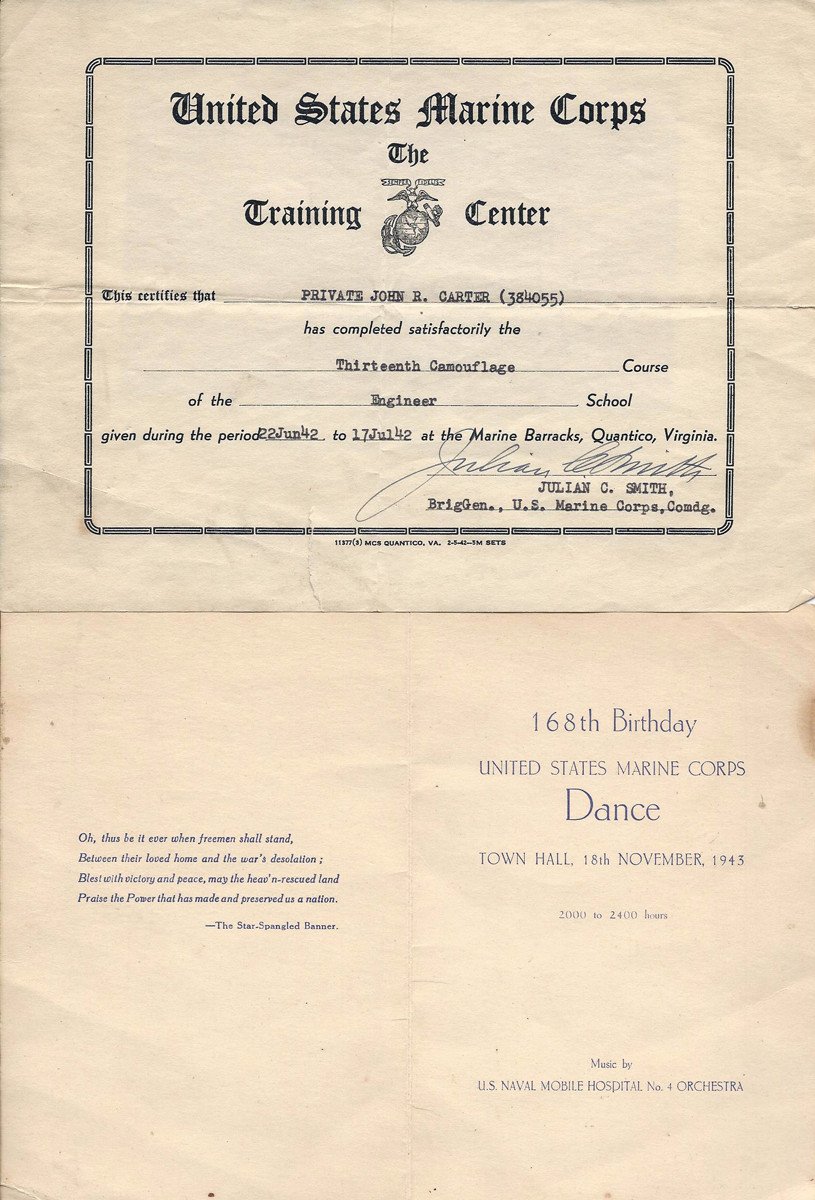 United States Marine Corps
The
SEMPER FIDELIS
Training Center
This certifies that PRIVATE JOHN R. CARTER (384055)
has completed satisfactorily the
Thirteenth Camouflage Course
of the Engineer School
given during the period 22Jun42 to 17Jul42 at the Marine Barracks, Quantico, Virginia.
Julian C Smith
JULIAN C. SMITH,
BrigGen., U.S. Marine Corps,Comdg.
11377(3) MCS QUANTICO, VA. 2-5-42—5M SETS
Oh, thus be it ever when freemen shall stand,
Between their loved home and the war's desolation ;
Blest with victory and peace, may the heav'n-rescued land
Praise the Power that has made and preserved us a nation.
—The Star-Spangled Banner.
168th Birthday
UNITED STATES MARINE CORPS
Dance
TOWN HALL, 18th NOVEMBER, 1943
2000 to 2400 hours
Music by
U.S. NAVAL MOBILE HOSPITAL No. 4 ORCHESTRA